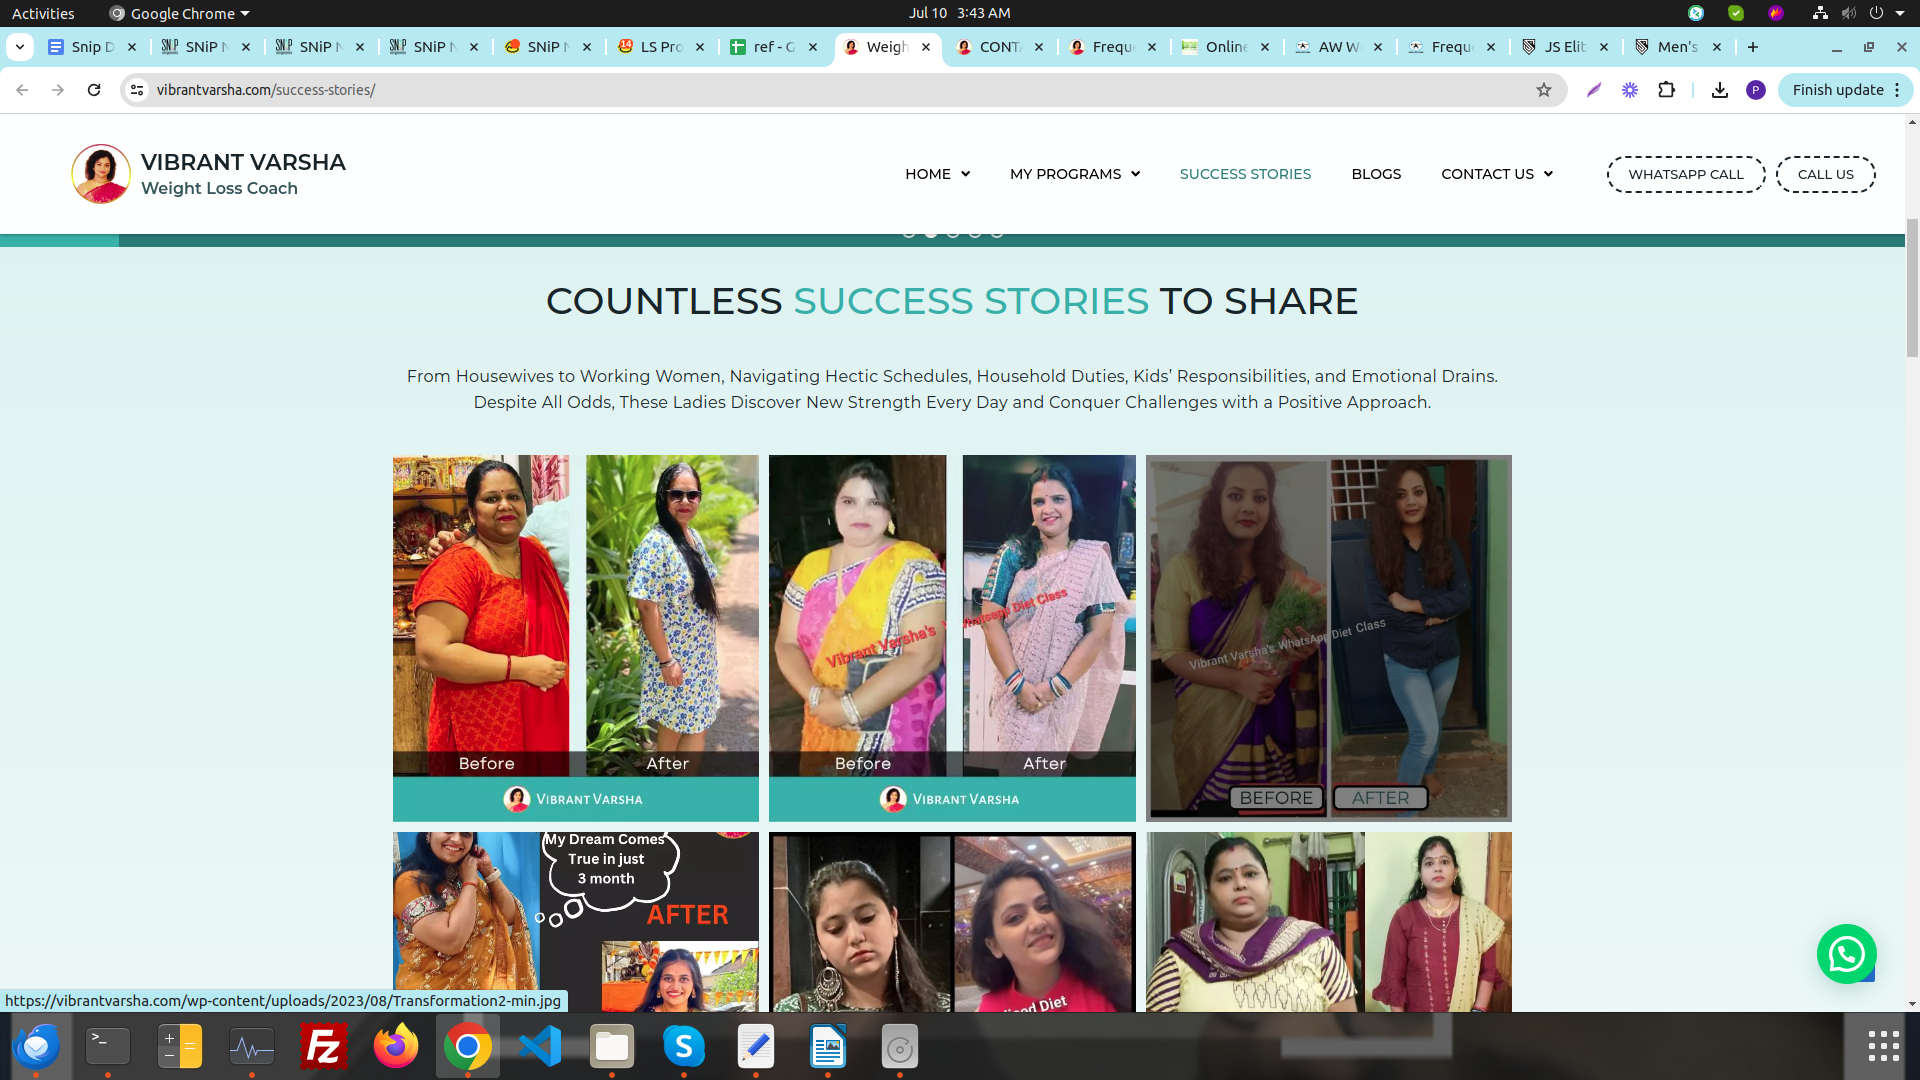 Activities
Google Chrome
Jul 10 3:43 AM
Snip D
SNiP N
SNiP N
SNiP N
SNiP N
LS Pro
ref - G
Weigh
CONTA
Frequ
Online
AW W
Frequ
JS Elit
Men's
vibrantvarsha.com/success-stories/
P
Finish update
VIBRANT VARSHA
Weight Loss Coach
HOME
MY PROGRAMS
SUCCESS STORIES
BLOGS
CONTACT US
WHATSAPP CALL
CALL US
COUNTLESS SUCCESS STORIES TO SHARE
From Housewives to Working Women, Navigating Hectic Schedules, Household Duties, Kids’ Responsibilities, and Emotional Drains.
Despite All Odds, These Ladies Discover New Strength Every Day and Conquer Challenges with a Positive Approach.
Before
After
VIBRANT VARSHA
Vibrant Varsha's Whatsapp Diet Class
Before
After
VIBRANT VARSHA
Vibrant Varsha's WhatsApp Diet Class
BEFORE
AFTER
My Dream Comes
True in just
3 month
AFTER
Diet
https://vibrantvarsha.com/wp-content/uploads/2023/08/Transformation2-min.jpg